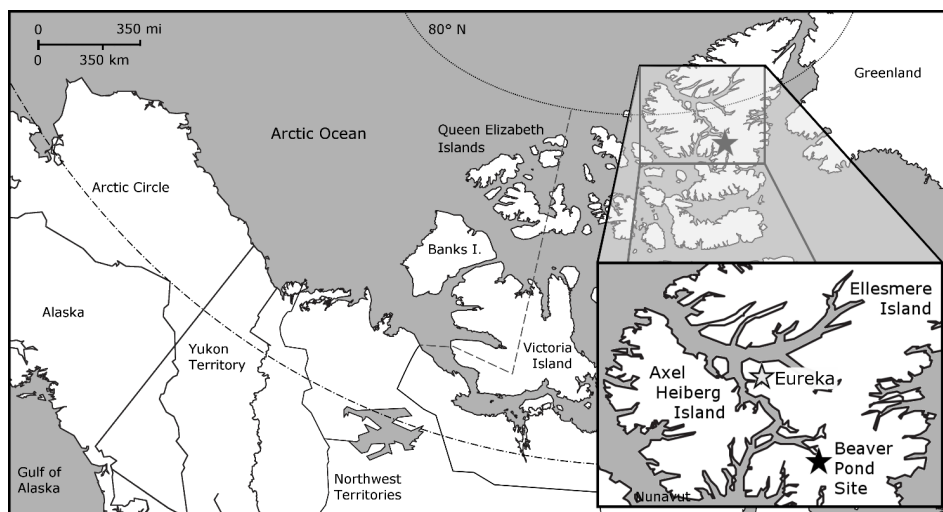 0 350 mi
0 350 km
80° N
Greenland
Arctic Ocean
Queen Elizabeth
Islands
Arctic Circle
Banks I.
Alaska
Yukon
Territory
Victoria
Island
Gulf of
Alaska
Northwest
Territories
Ellesmere
Island
Axel
Heiberg
Island
Eureka
Beaver
Pond
Site
Nunavut